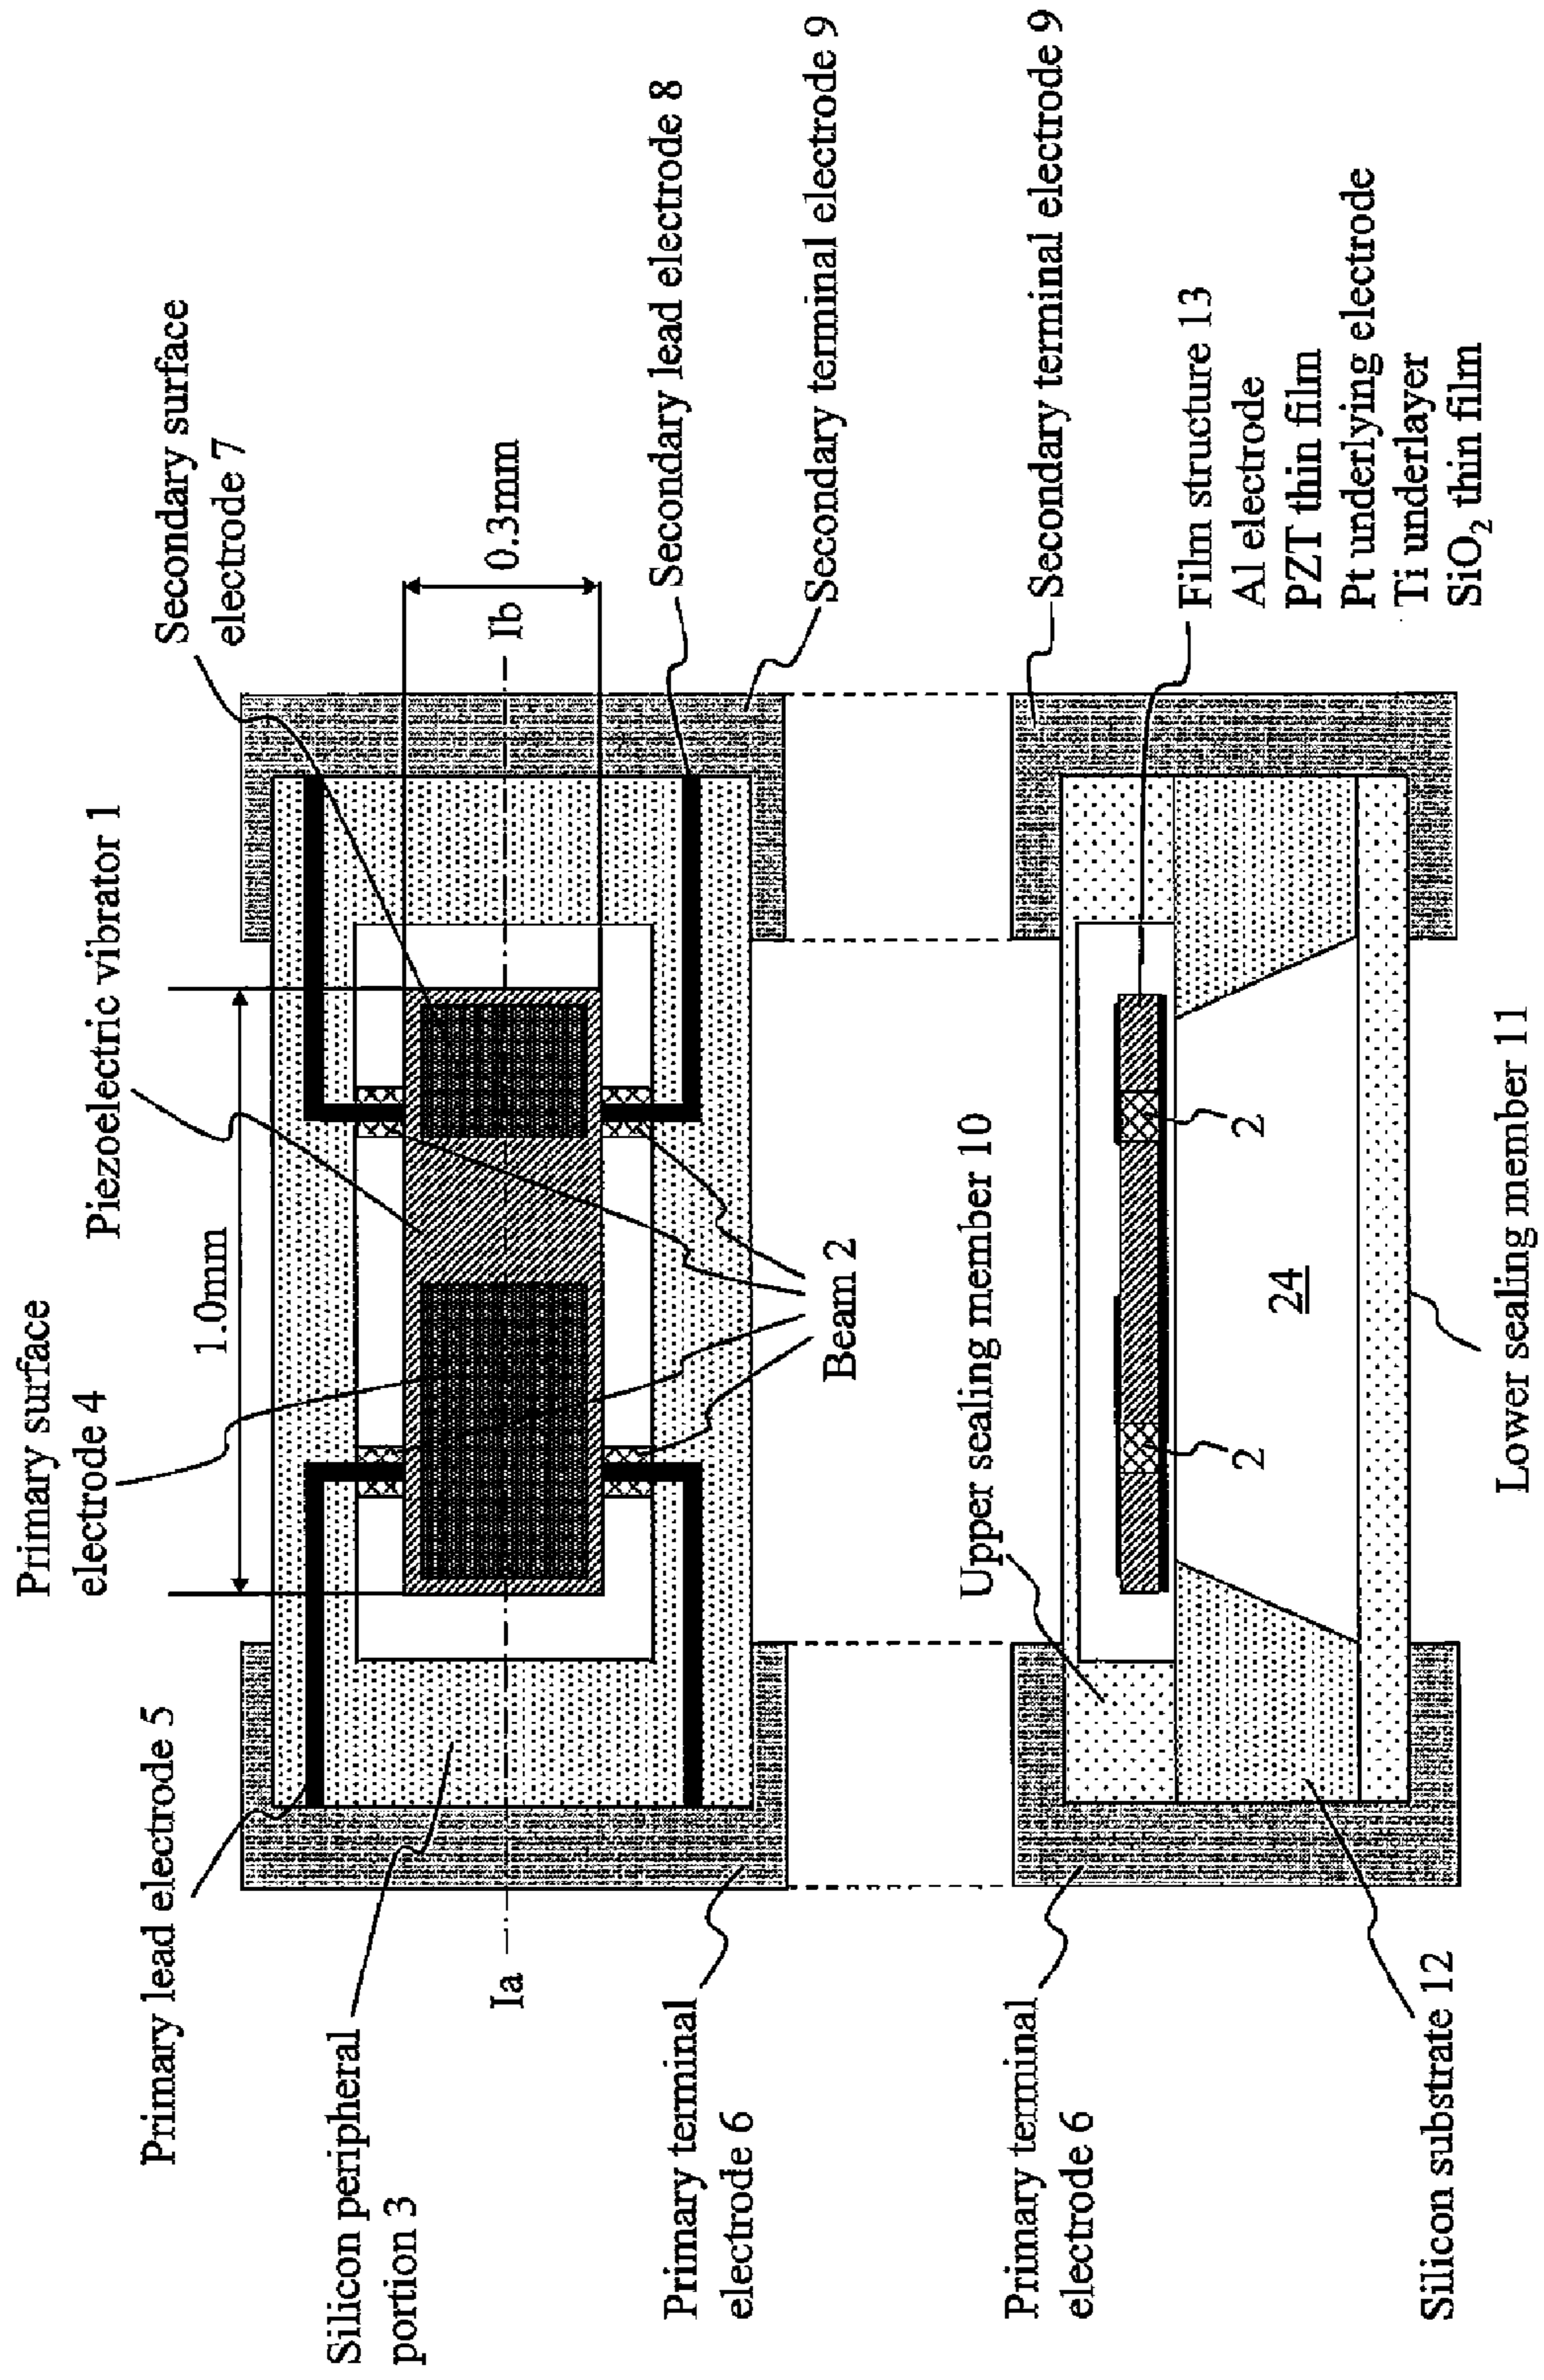 Primary lead electrode 5
Primary surface
electrode 4
Piezoelectric vibrator 1
Secondary surface
electrode 7
1.0mm
0.3mm
Silicon peripheral
portion 3
Ia
Ib
Secondary lead electrode 8
Secondary terminal electrode 9
Primary terminal
electrode 6
Beam 2
Upper sealing member 10
Secondary terminal electrode 9
Primary terminal
electrode 6
Film structure 13
Al electrode
PZT thin film
Pt underlying electrode
Ti underlayer
SiO₂ thin film
2
2
24
Silicon substrate 12
Lower sealing member 11